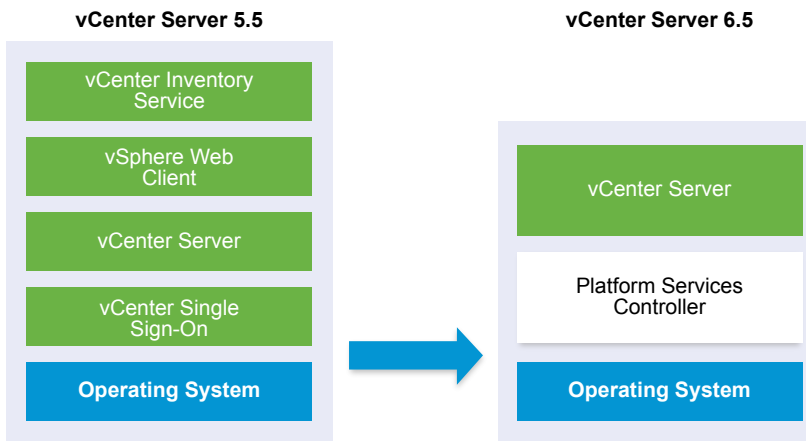 vCenter Server 5.5
vCenter Inventory
Service
vSphere Web
Client
vCenter Server
vCenter Single
Sign-On
Operating System
vCenter Server 6.5
vCenter Server
Platform Services
Controller
Operating System